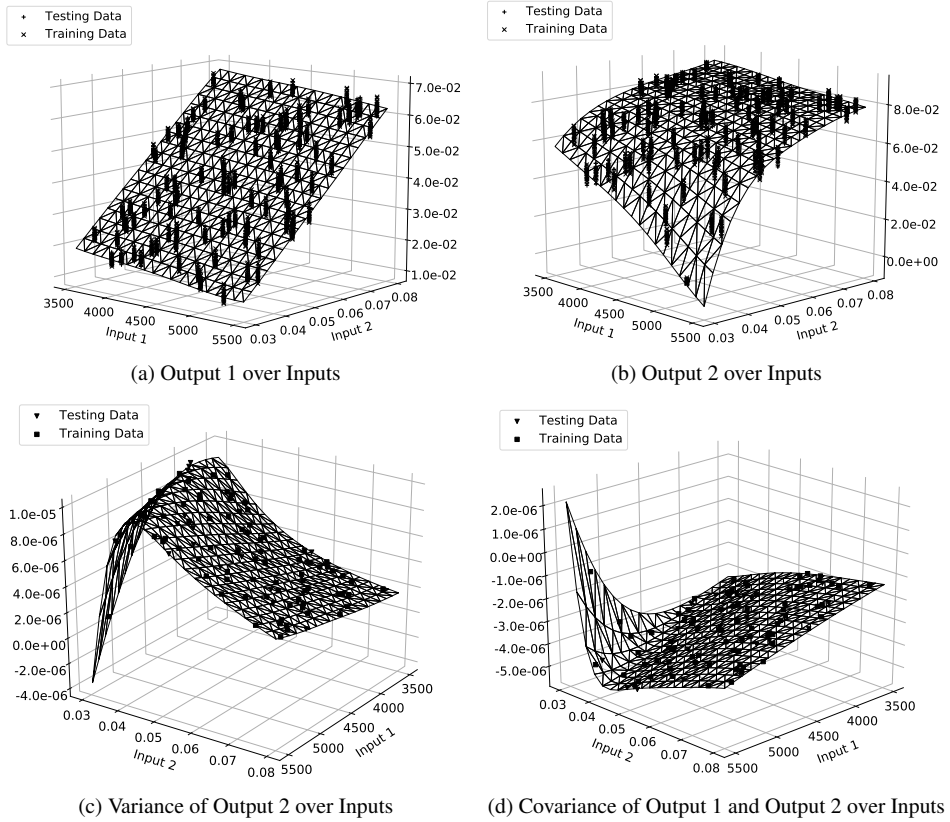 Testing Data
Training Data
7.0e-02
6.0e-02
5.0e-02
4.0e-02
3.0e-02
2.0e-02
1.0e-02
3500
4000
4500
5000
5500
Input 1
0.03
0.04
0.05
0.06
0.07
0.08
Input 2
(a) Output 1 over Inputs
Testing Data
Training Data
8.0e-02
6.0e-02
4.0e-02
2.0e-02
0.0e+00
3500
4000
4500
5000
5500
Input 1
0.03
0.04
0.05
0.06
0.07
0.08
Input 2
(b) Output 2 over Inputs
Testing Data
Training Data
1.0e-05
8.0e-06
6.0e-06
4.0e-06
2.0e-06
0.0e+00
-2.0e-06
-4.0e-06
0.03
0.04
0.05
0.06
0.07
0.08
Input 2
3500
4000
4500
5000
5500
Input 1
(c) Variance of Output 2 over Inputs
Testing Data
Training Data
2.0e-06
1.0e-06
0.0e+00
-1.0e-06
-2.0e-06
-3.0e-06
-4.0e-06
-5.0e-06
0.03
0.04
0.05
0.06
0.07
0.08
Input 2
3500
4000
4500
5000
5500
Input 1
(d) Covariance of Output 1 and Output 2 over Inputs